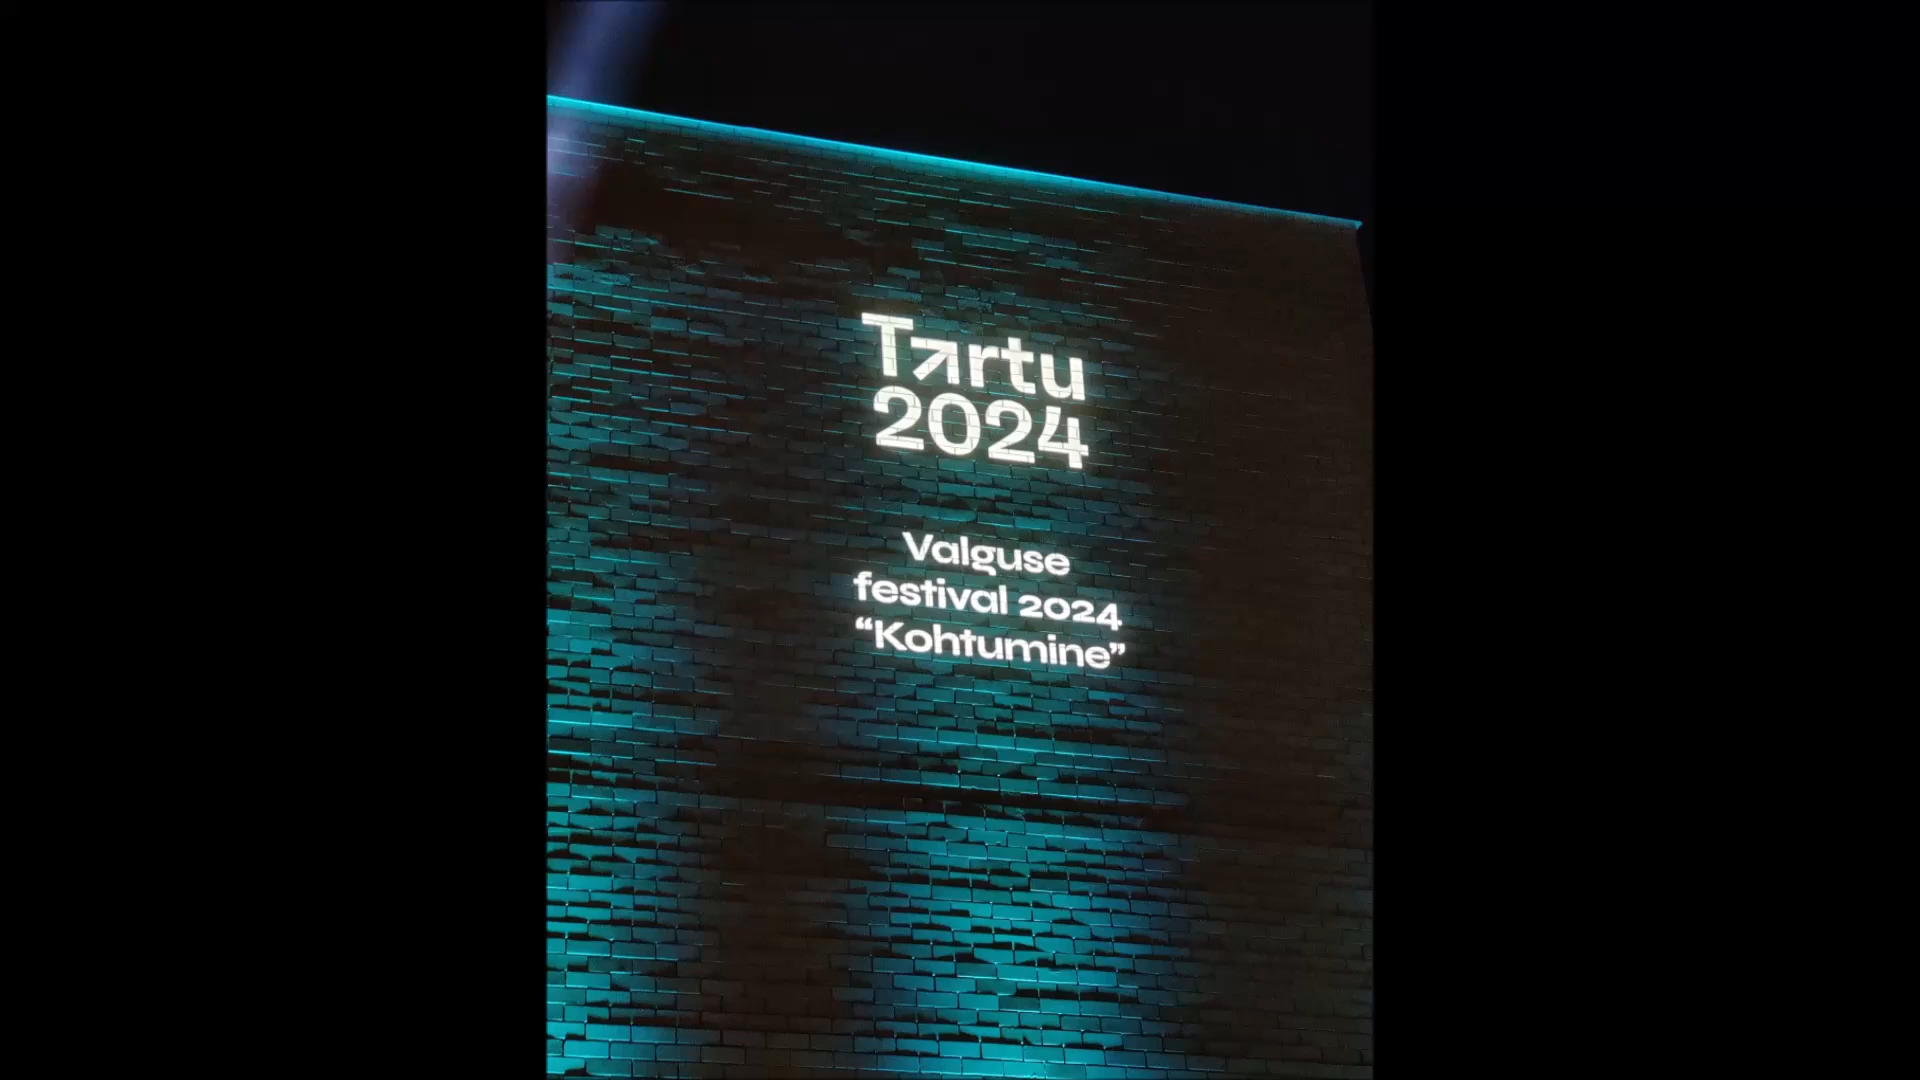 Tartu
2024
Valguse
festival 2024
“Kohtumine”